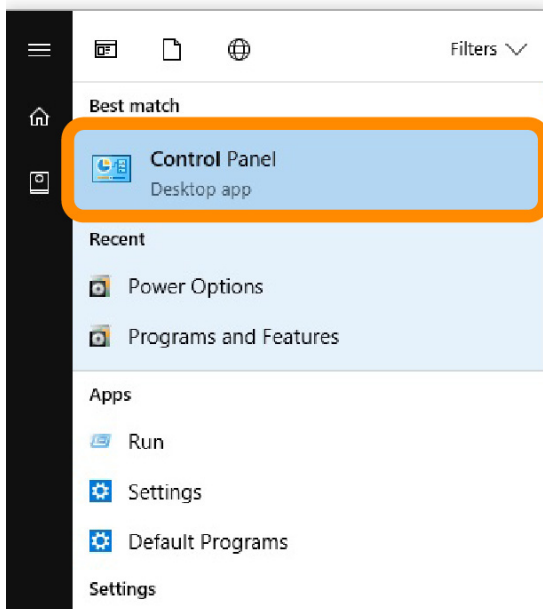 Filters
Best match
Control Panel
Desktop app
Recent
Power Options
Programs and Features
Apps
Run
Settings
Default Programs
Settings